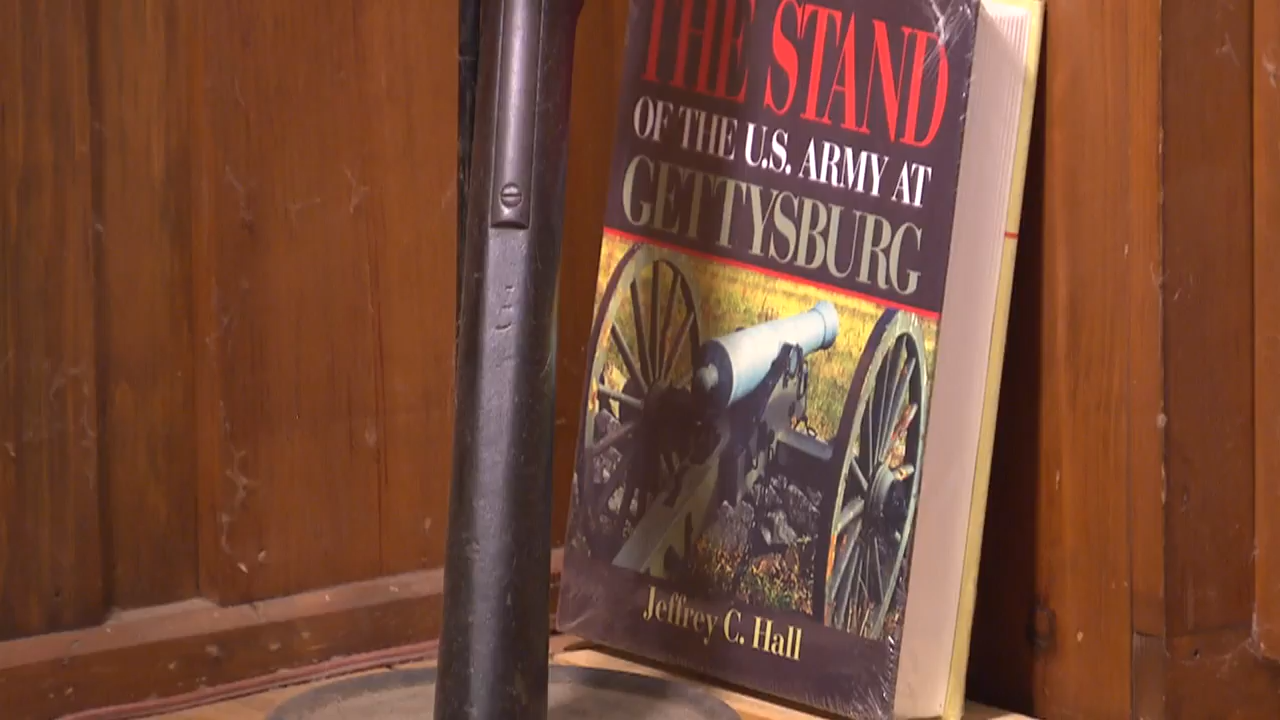 THE STAND
OF THE U.S. ARMY AT
GETTYSBURG
Jeffrey C. Hall